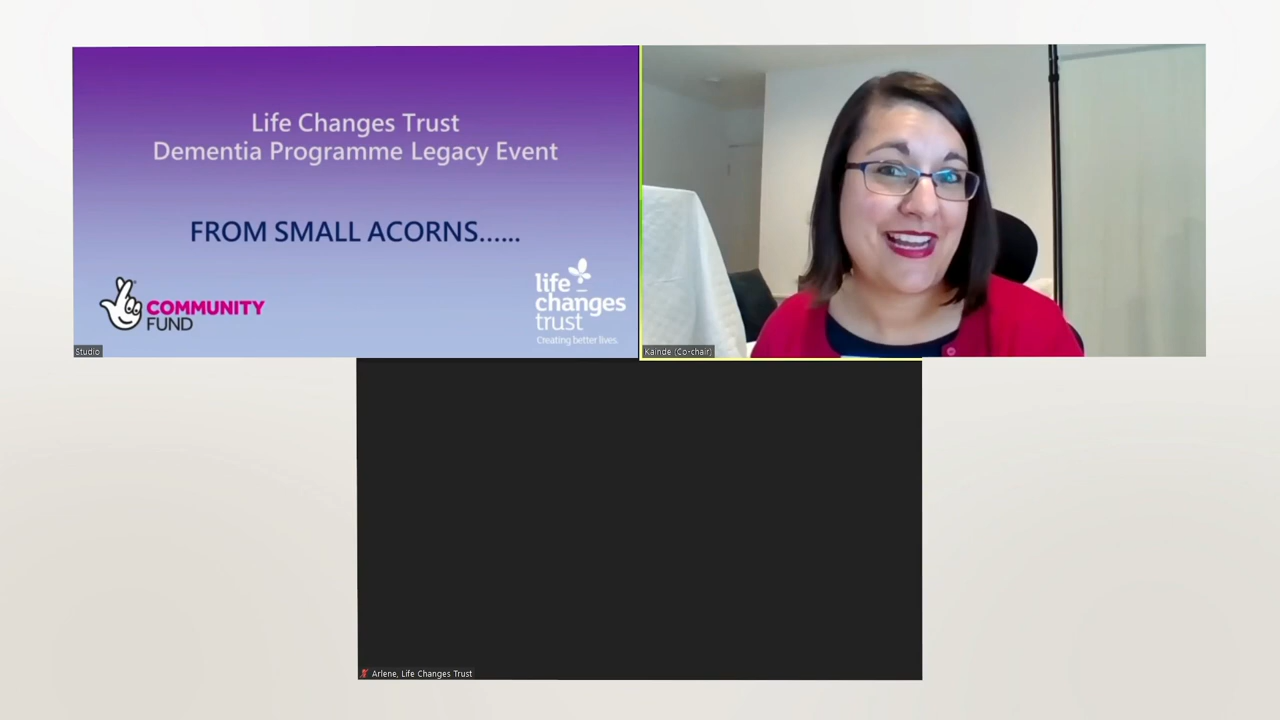 Life Changes Trust
Dementia Programme Legacy Event
FROM SMALL ACORNS......
COMMUNITY
FUND
life
changes
trust
Creating better lives.
Studio
Kainde (Co-chair)
Arlene, Life Changes Trust